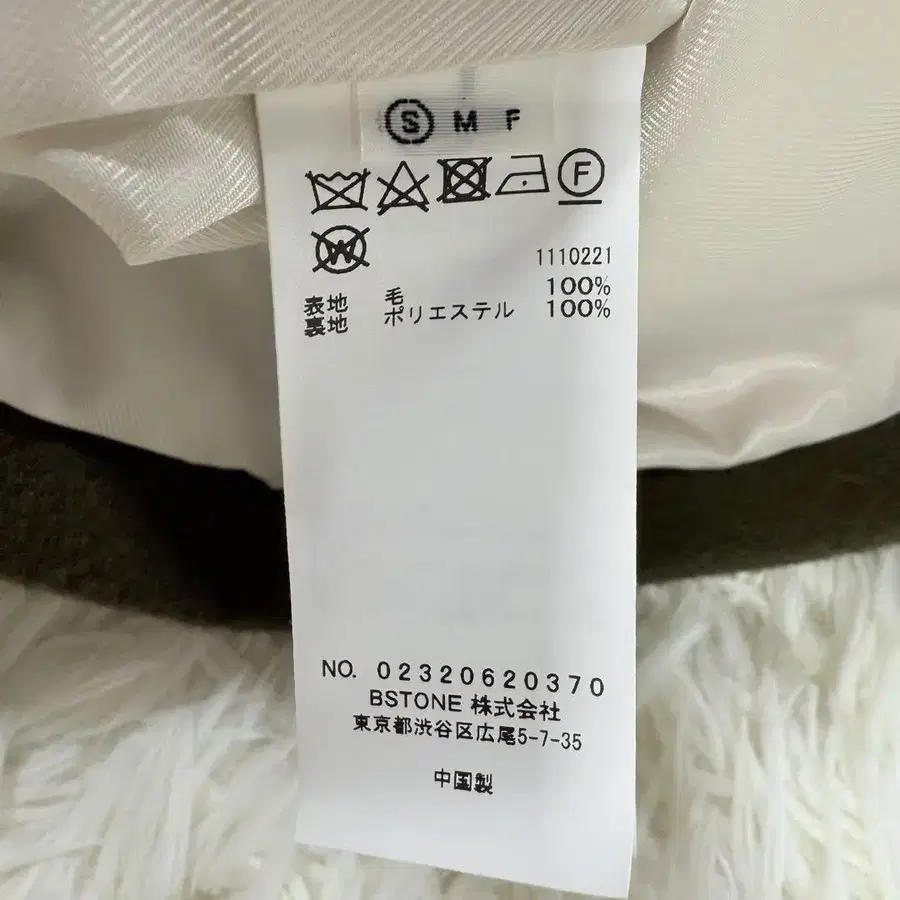 S M F
F
W
1110221
表地 毛 100%
裏地 ポリエステル 100%
NO. 02320620370
BSTONE 株式会社
東京都渋谷区広尾5-7-35
中国製